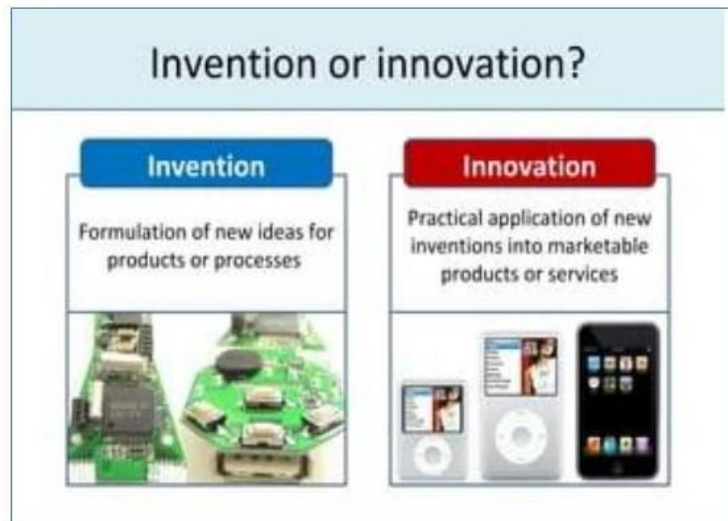 Invention or innovation?
Invention
Formulation of new ideas for
products or processes
Innovation
Practical application of new
inventions into marketable
products or services